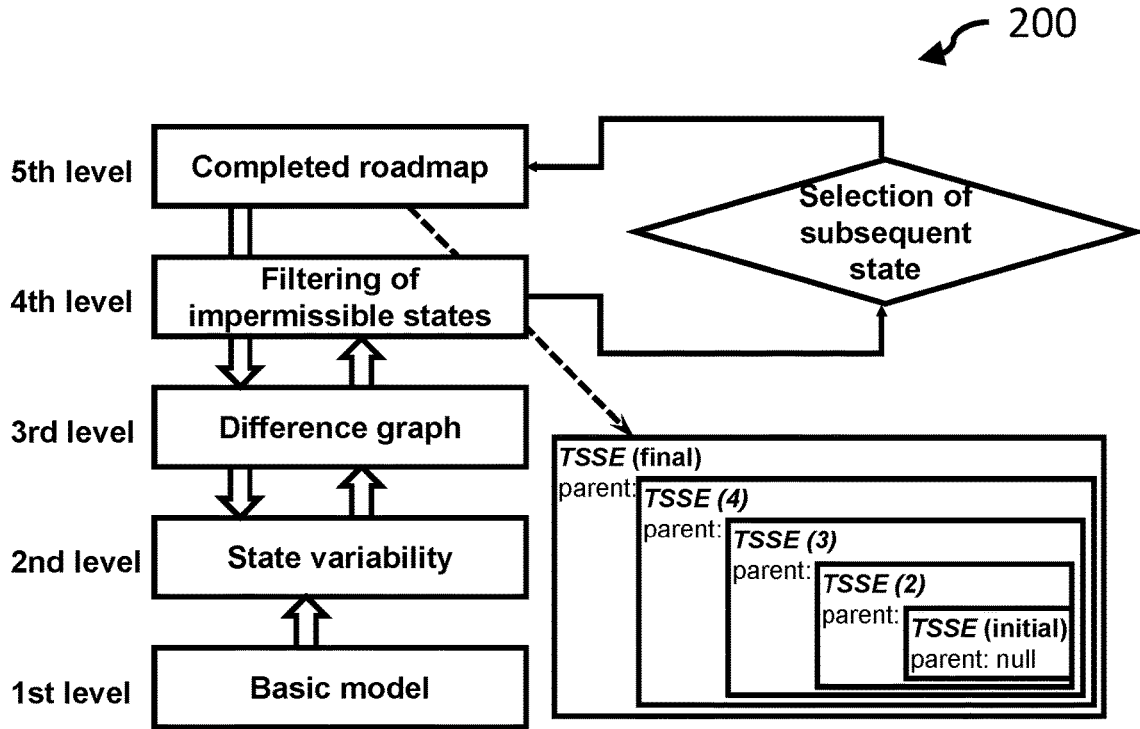 200
5th level
Completed roadmap
Selection of
subsequent
state
4th level
Filtering of
impermissible states
3rd level
Difference graph
2nd level
State variability
1st level
Basic model
TSSE (final)
parent:
TSSE (4)
parent:
TSSE (3)
parent:
TSSE (2)
parent:
TSSE (initial)
parent: null